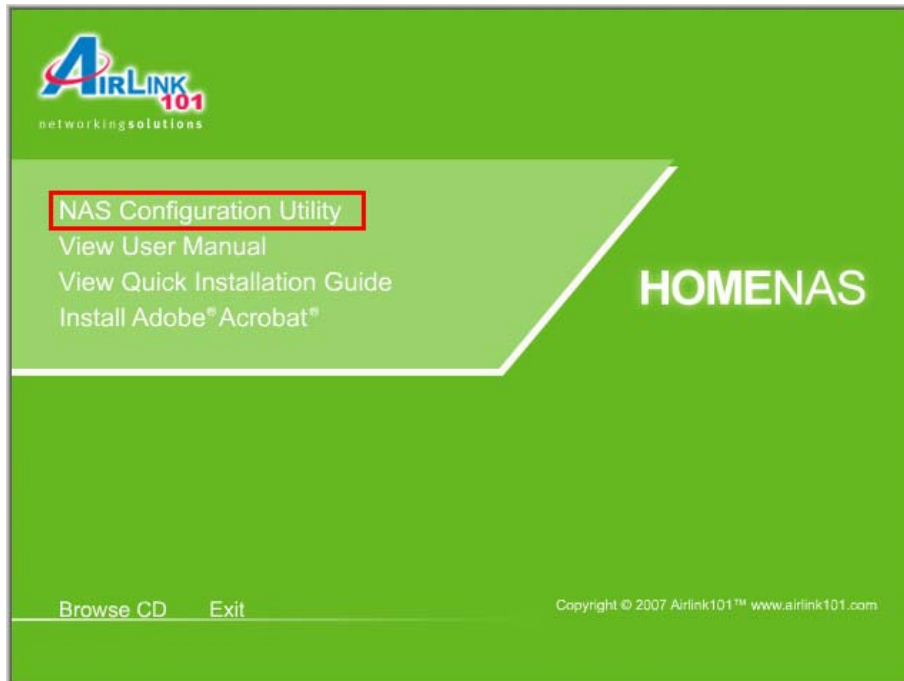 AIRLINK
101
networkingsolutions
NAS Configuration Utility
View User Manual
View Quick Installation Guide
Install Adobe® Acrobat®
HOMENAS
Browse CD Exit
Copyright © 2007 Airlink101™ www.airlink101.com